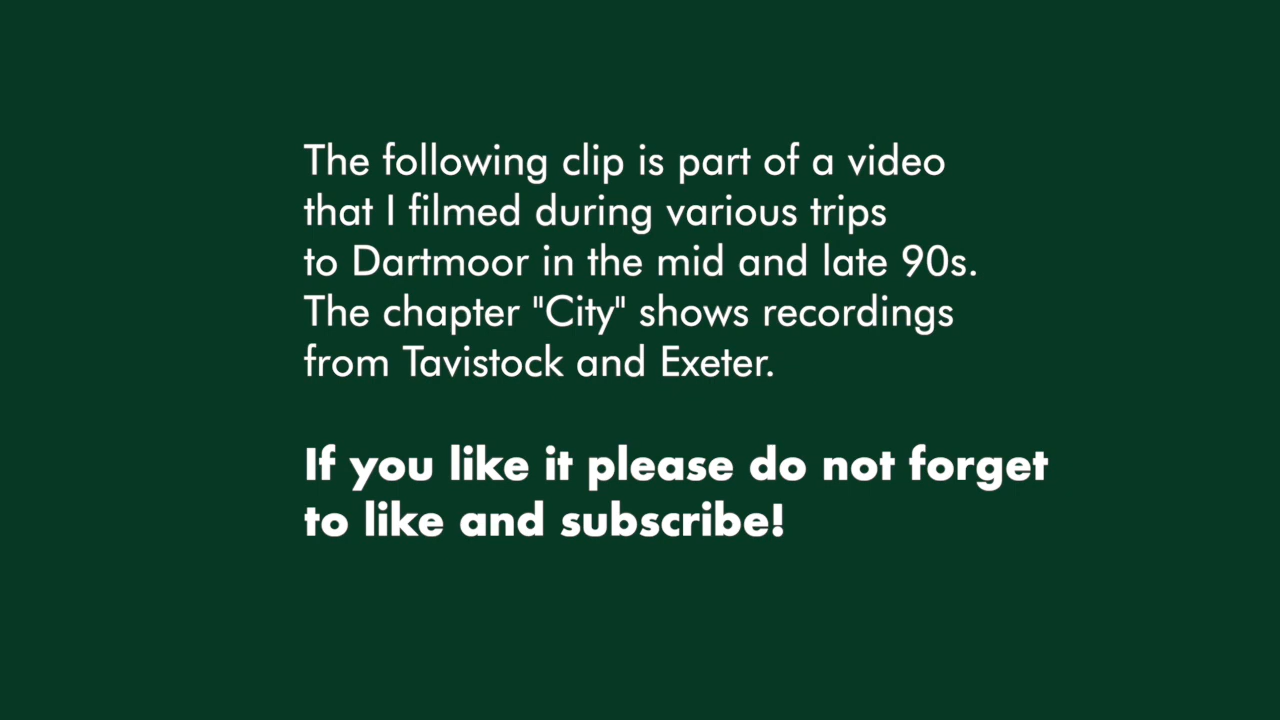 The following clip is part of a video
that I filmed during various trips
to Dartmoor in the mid and late 90s.
The chapter "City" shows recordings
from Tavistock and Exeter.
If you like it please do not forget
to like and subscribe!